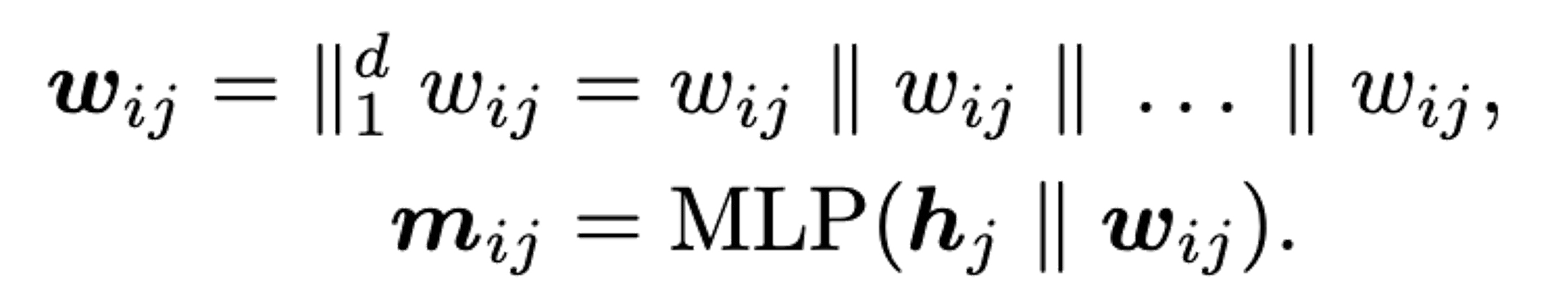 𝒘ᵢⱼ = ∥₁ᵈ wᵢⱼ = wᵢⱼ ∥ wᵢⱼ ∥ … ∥ wᵢⱼ,
𝒎ᵢⱼ = MLP(𝒉ⱼ ∥ 𝒘ᵢⱼ).